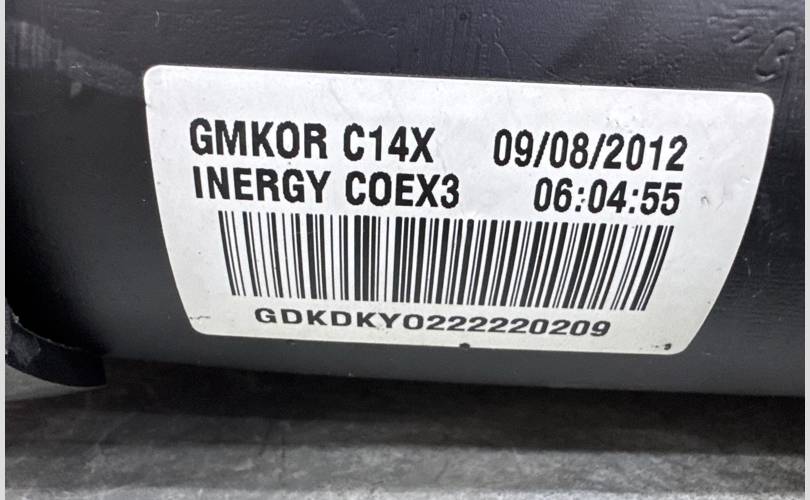 GMKOR C14X 09/08/2012
INERGY COEX3 06:04:55
GDKDKY0222220209